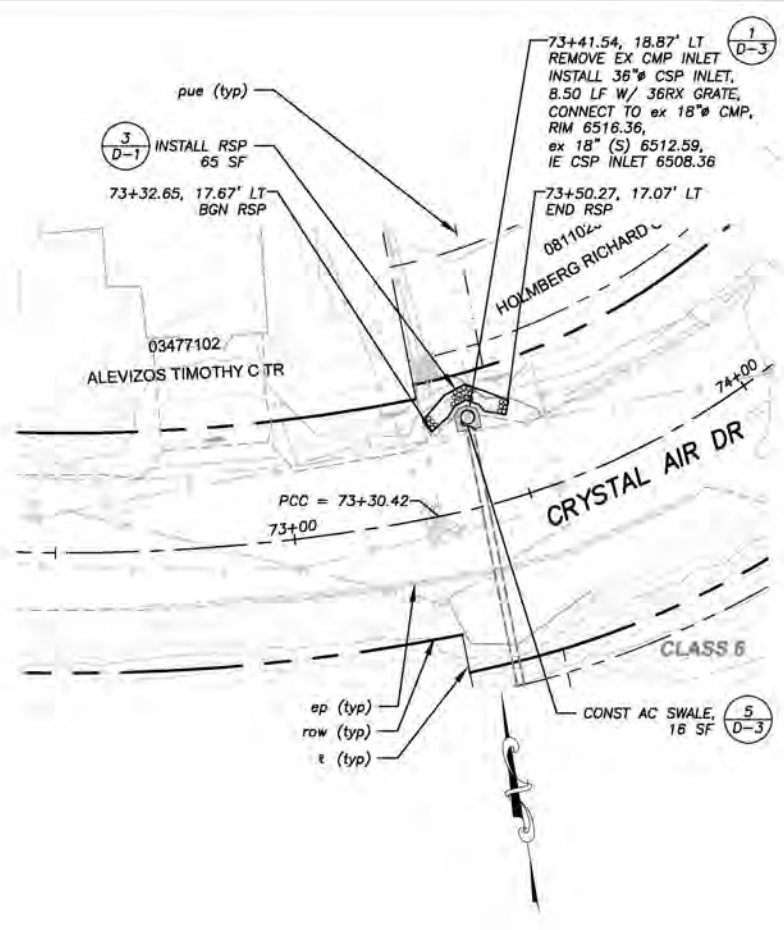 73+41.54, 18.87' LT
REMOVE EX CMP INLET
INSTALL 36"ø CSP INLET,
8.50 LF W/ 36RX GRATE,
CONNECT TO ex 18"ø CMP,
RIM 6516.36,
ex 18" (S) 6512.59,
IE CSP INLET 6508.36
1
D-3
pue (typ)
3
D-1
INSTALL RSP
65 SF
73+32.65, 17.67' LT
BGN RSP
73+50.27, 17.07' LT
END RSP
HOLMBERG RICHARD
03477102
ALEVIZOS TIMOTHY C TR
74+00
CRYSTAL AIR DR
PCC = 73+30.42
73+00
CLASS 6
ep (typ)
row (typ)
(typ)
CONST AC SWALE,
16 SF
5
D-3